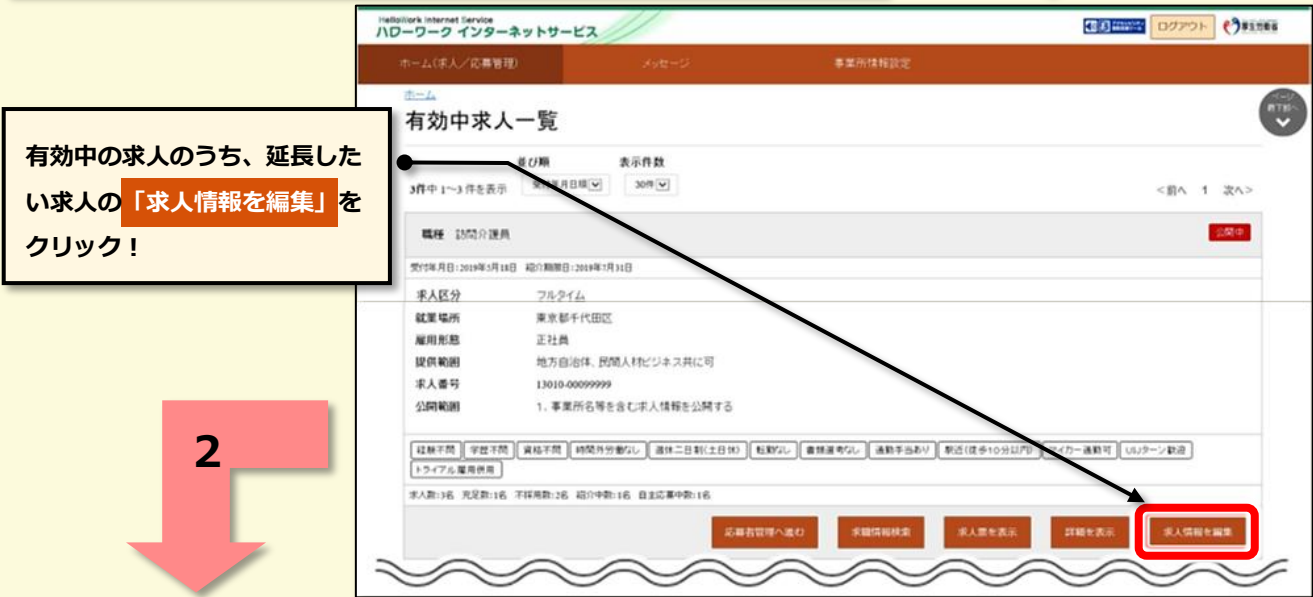 HelloWork Internet Service
ハローワーク インターネットサービス
ログアウト
厚生労働省
ホーム(求人／応募管理)
メッセージ
事業所情報設定
ホーム
有効中求人一覧
ページ
最下部へ
有効中の求人のうち、延長した
い求人の「求人情報を編集」を
クリック！
並び順
表示件数
3件中 1～3 件を表示
受付年月日順
30件
<前へ 1 次へ>
職種 訪問介護員
公開中
受付年月日:2019年5月18日 紹介期限日:2019年7月31日
求人区分 フルタイム
就業場所 東京都千代田区
雇用形態 正社員
提供範囲 地方自治体、民間人材ビジネス共に可
求人番号 13010-00099999
公開範囲 1．事業所名等を含む求人情報を公開する
経験不問 学歴不問 資格不問 時間外労働なし 週休二日制(土日休) 転勤なし 書類選考なし 通勤手当あり 駅近(徒歩10分以内) マイカー通勤可 UIJターン歓迎
トライアル雇用併用
求人数:3名 充足数:1名 不採用数:2名 紹介中数:1名 自主応募中数:1名
応募者管理へ進む
求職情報検索
求人票を表示
詳細を表示
求人情報を編集
2